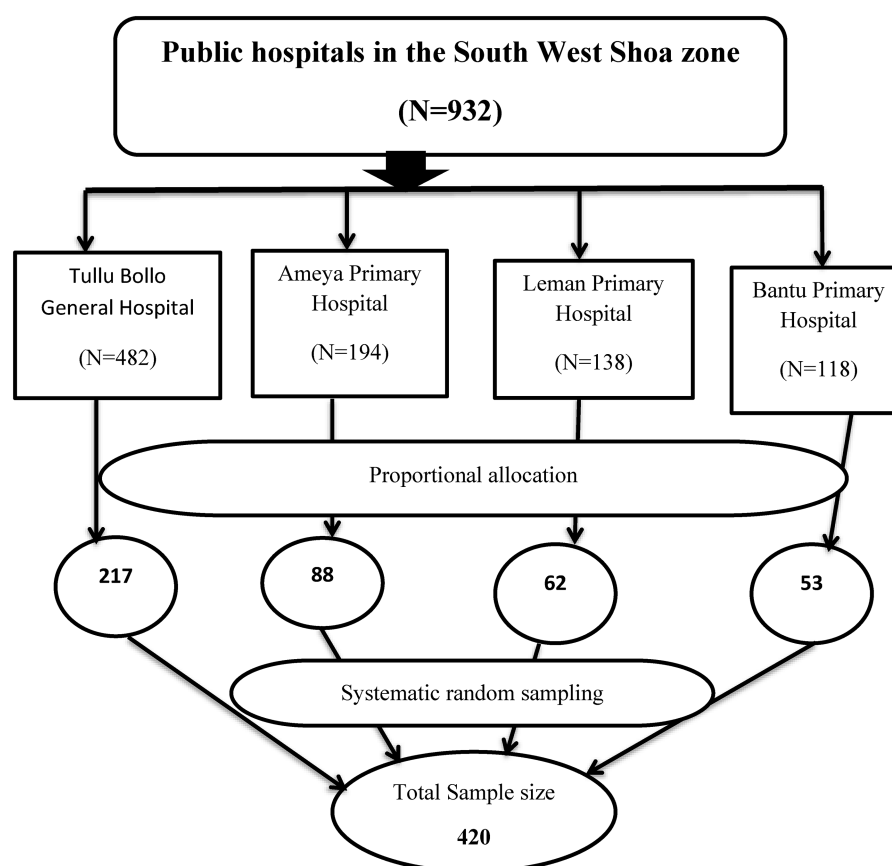 Public hospitals in the South West Shoa zone
(N=932)
Tullu Bollo
General Hospital
(N=482)
Ameya Primary
Hospital
(N=194)
Leman Primary
Hospital
(N=138)
Bantu Primary
Hospital
(N=118)
Proportional allocation
217
88
62
53
Systematic random sampling
Total Sample size
420